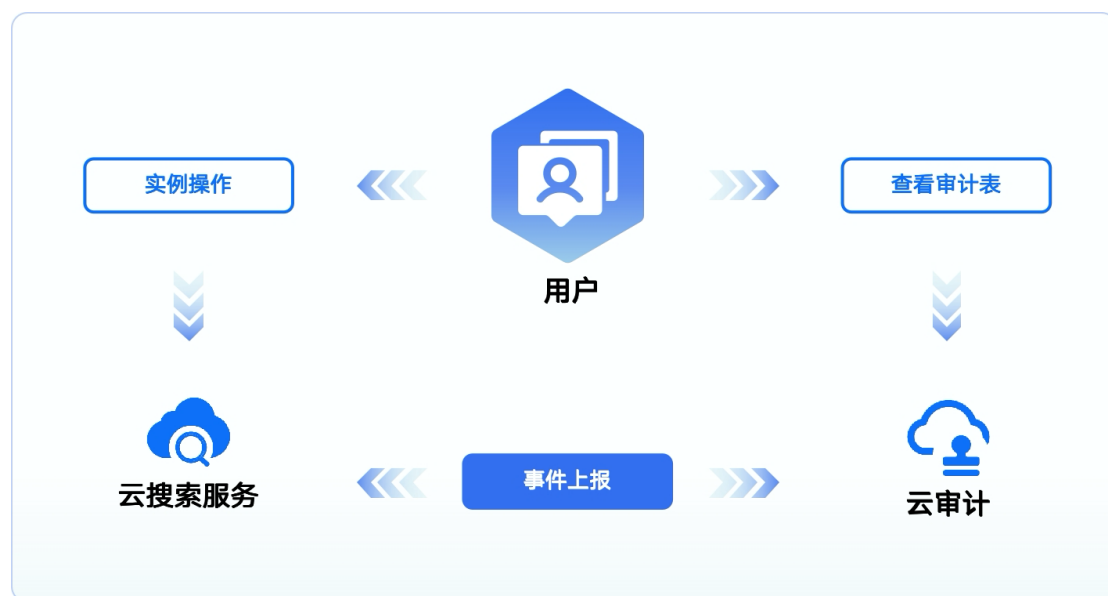 实例操作
查看审计表
用户
云搜索服务
事件上报
云审计